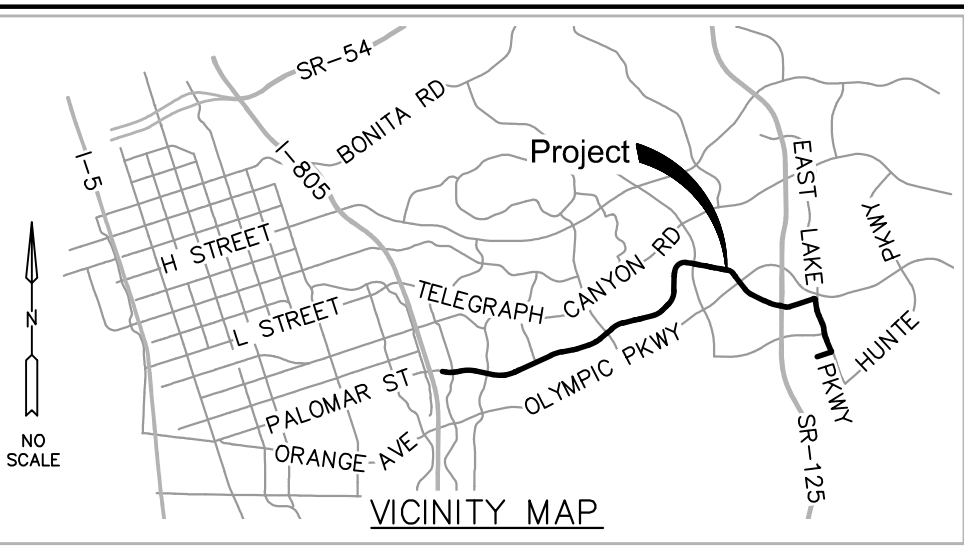 SR-54
BONITA RD
I-5
I-805
Project
EAST LAKE PKWY
H STREET
TELEGRAPH CANYON RD
HUNTE PKWY
L STREET
OLYMPIC PKWY
PALOMAR ST
ORANGE AVE
SR-125
N
NO
SCALE
VICINITY MAP